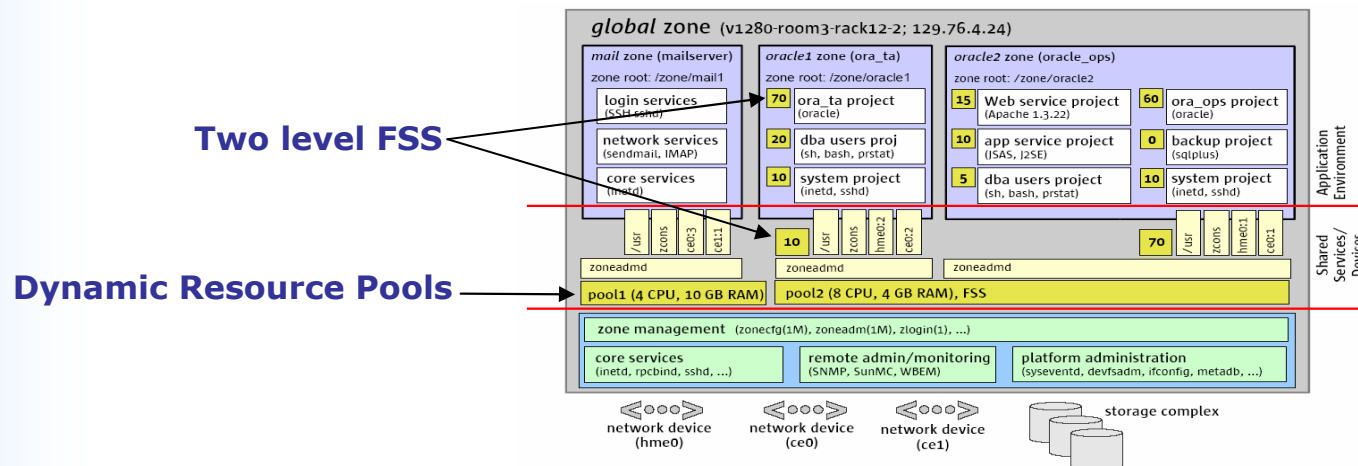 global zone (v1280-room3-rack12-2; 129.76.4.24)
mail zone (mailserver)
zone root: /zone/mail1
login services
(SSH sshd)
network services
(sendmail, IMAP)
core services
(inetd)
oracle1 zone (ora_ta)
zone root: /zone/oracle1
70 ora_ta project
(oracle)
20 dba users proj
(sh, bash, prstat)
10 system project
(inetd, sshd)
oracle2 zone (oracle_ops)
zone root: /zone/oracle2
15 Web service project
(Apache 1.3.22)
10 app service project
(JSAS, J2SE)
5 dba users project
(sh, bash, prstat)
60 ora_ops project
(oracle)
0 backup project
(sqlplus)
10 system project
(inetd, sshd)
Two level FSS
Application
Environment
/usr
zcons
ce0:3
ce1:1
10
/usr
zcons
hme0:2
ce0:2
70
/usr
zcons
hme0:1
ce0:1
Shared
Services/
Devices
zoneadmd
zoneadmd
zoneadmd
Dynamic Resource Pools
pool1 (4 CPU, 10 GB RAM)
pool2 (8 CPU, 4 GB RAM), FSS
zone management (zonecfg(1M), zoneadm(1M), zlogin(1), ...)
core services
(inetd, rpcbind, sshd, ...)
remote admin/monitoring
(SNMP, SunMC, WBEM)
platform administration
(syseventd, devfsadm, ifconfig, metadb, ...)
network device
(hme0)
network device
(ce0)
network device
(ce1)
storage complex